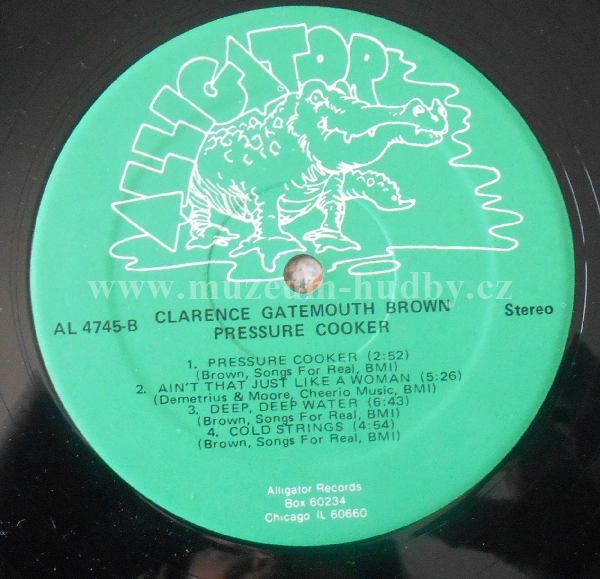 ALLIGATOR
www.muzeum-hudby.cz
AL 4745-B CLARENCE GATEMOUTH BROWN Stereo
PRESSURE COOKER
1. PRESSURE COOKER (2:52)
(Brown, Songs For Real, BMI)
2. AIN'T THAT JUST LIKE A WOMAN (5:26)
(Demetrius & Moore, Cheerio Music, BMI)
3. DEEP, DEEP WATER (6:43)
(Brown, Songs For Real, BMI)
4. COLD STRINGS (4:54)
(Brown, Songs For Real, BMI)
Alligator Records
Box 60234
Chicago IL 60660